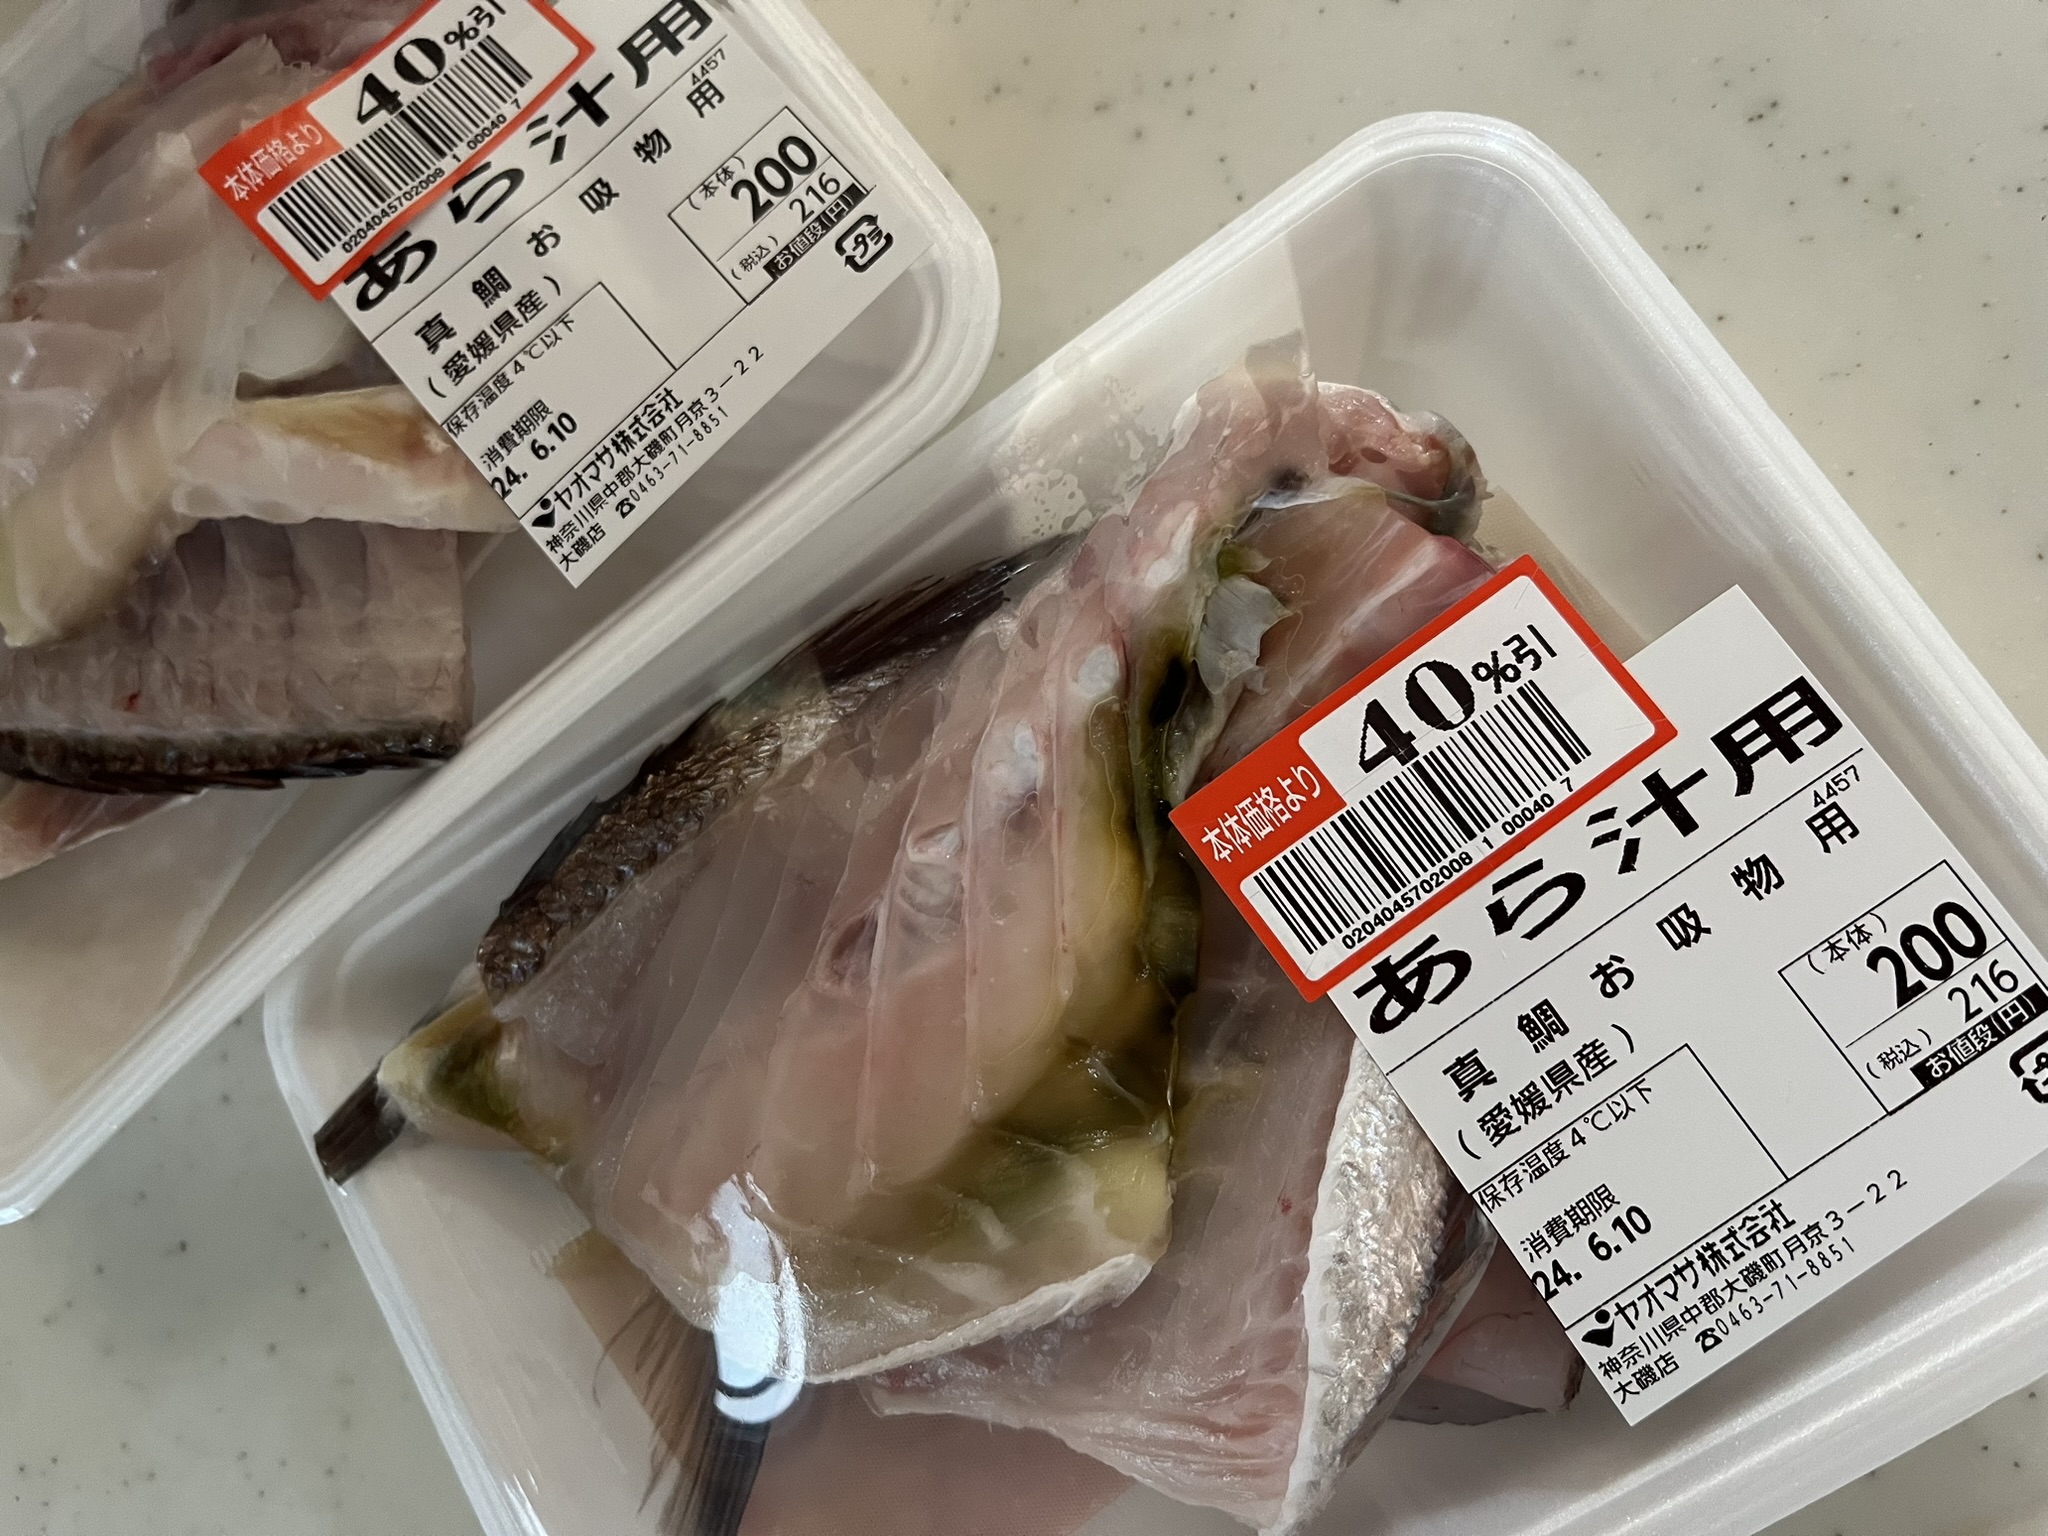 本体価格より
40%引
0204045702008 1 00040 7
あら汁用
4457
真鯛お吸物用
(愛媛県産)
(本体)
200
(税込) 216
お値段(円)
プラ
保存温度4℃以下
消費期限
24. 6.10
ヤオマサ株式会社
神奈川県中郡大磯町月京3-22
大磯店 ☎0463-71-8851
本体価格より
40%引
0204045702008 1 00040 7
あら汁用
4457
真鯛お吸物用
(愛媛県産)
(本体)
200
(税込) 216
お値段(円)
保存温度4℃以下
消費期限
24. 6.10
ヤオマサ株式会社
神奈川県中郡大磯町月京3-22
大磯店 ☎0463-71-8851